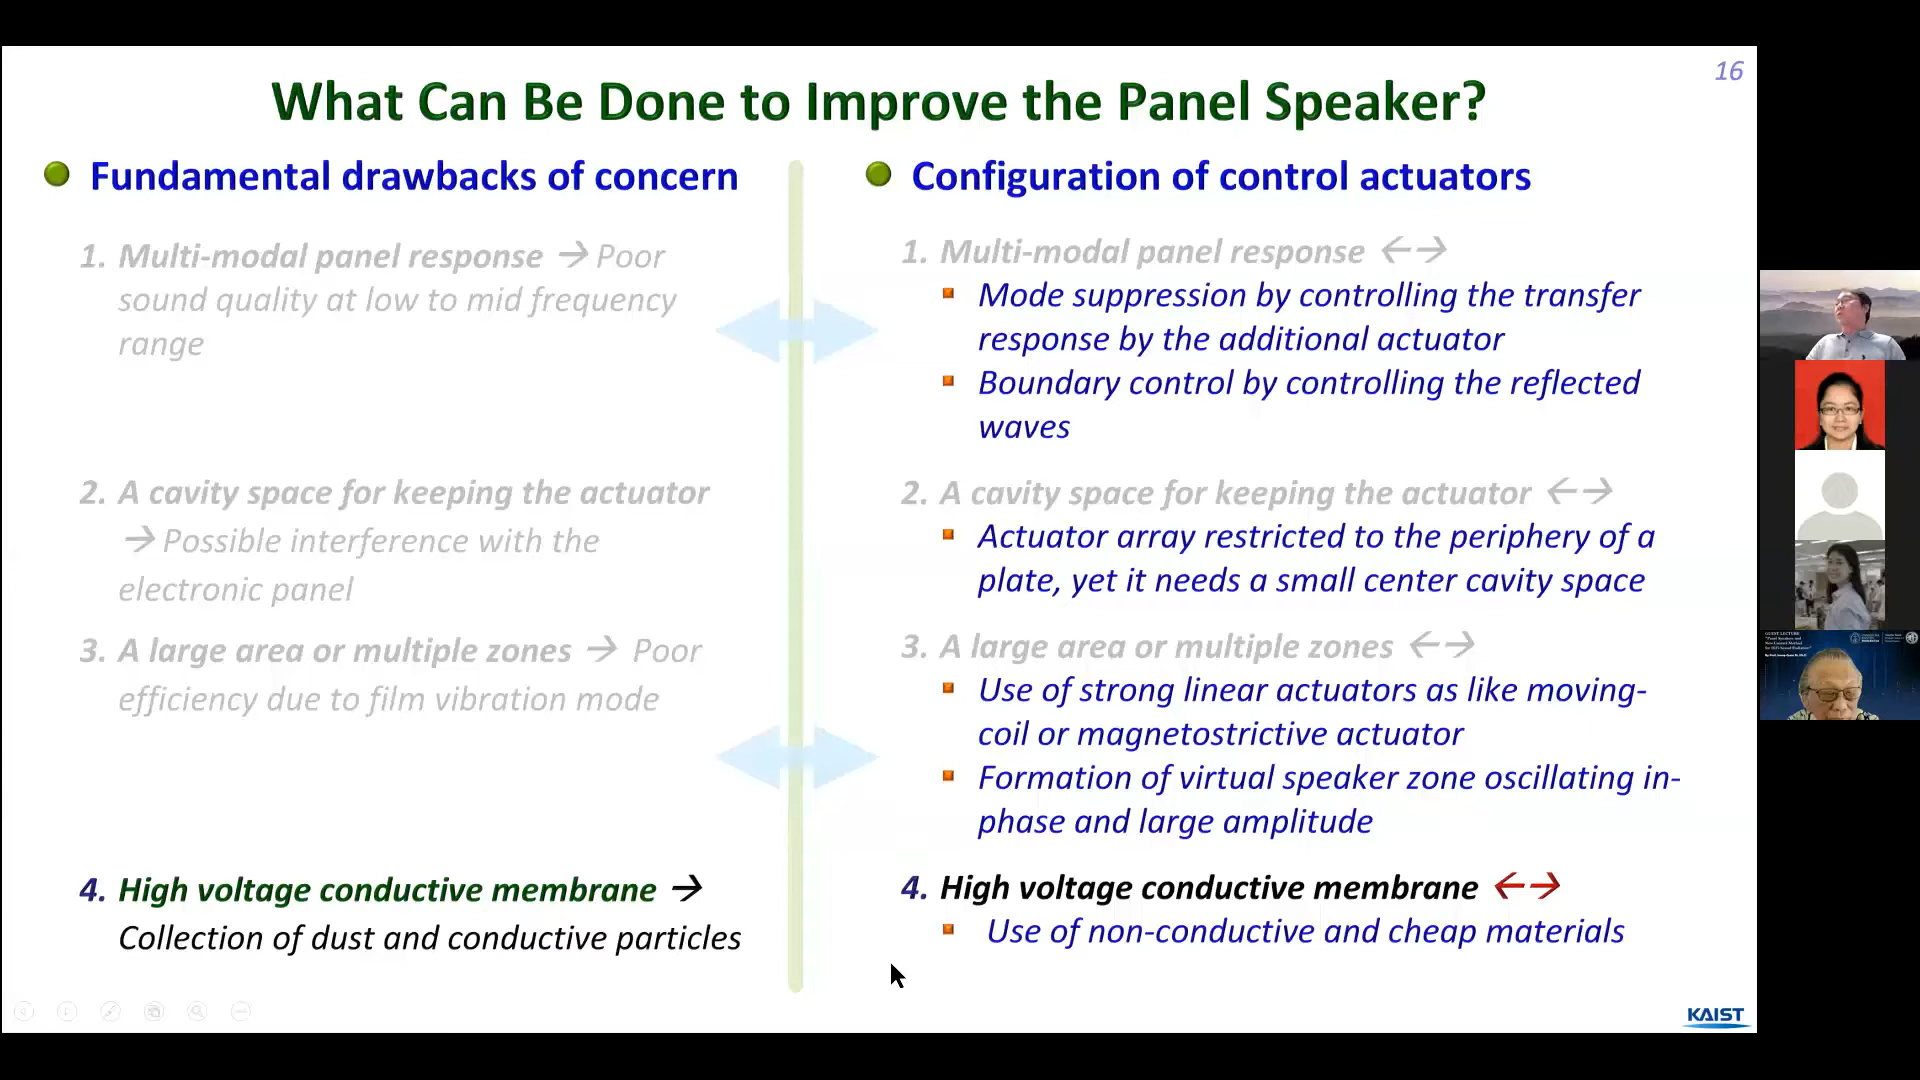 16
What Can Be Done to Improve the Panel Speaker?
Fundamental drawbacks of concern
1. Multi-modal panel response → Poor
sound quality at low to mid frequency
range
2. A cavity space for keeping the actuator
→ Possible interference with the
electronic panel
3. A large area or multiple zones → Poor
efficiency due to film vibration mode
4. High voltage conductive membrane →
Collection of dust and conductive particles
Configuration of control actuators
1. Multi-modal panel response ←→
Mode suppression by controlling the transfer
response by the additional actuator
Boundary control by controlling the reflected
waves
2. A cavity space for keeping the actuator ←→
Actuator array restricted to the periphery of a
plate, yet it needs a small center cavity space
3. A large area or multiple zones ←→
Use of strong linear actuators as like moving-
coil or magnetostrictive actuator
Formation of virtual speaker zone oscillating in-
phase and large amplitude
4. High voltage conductive membrane ←→
Use of non-conductive and cheap materials
KAIST
GUEST LECTURE